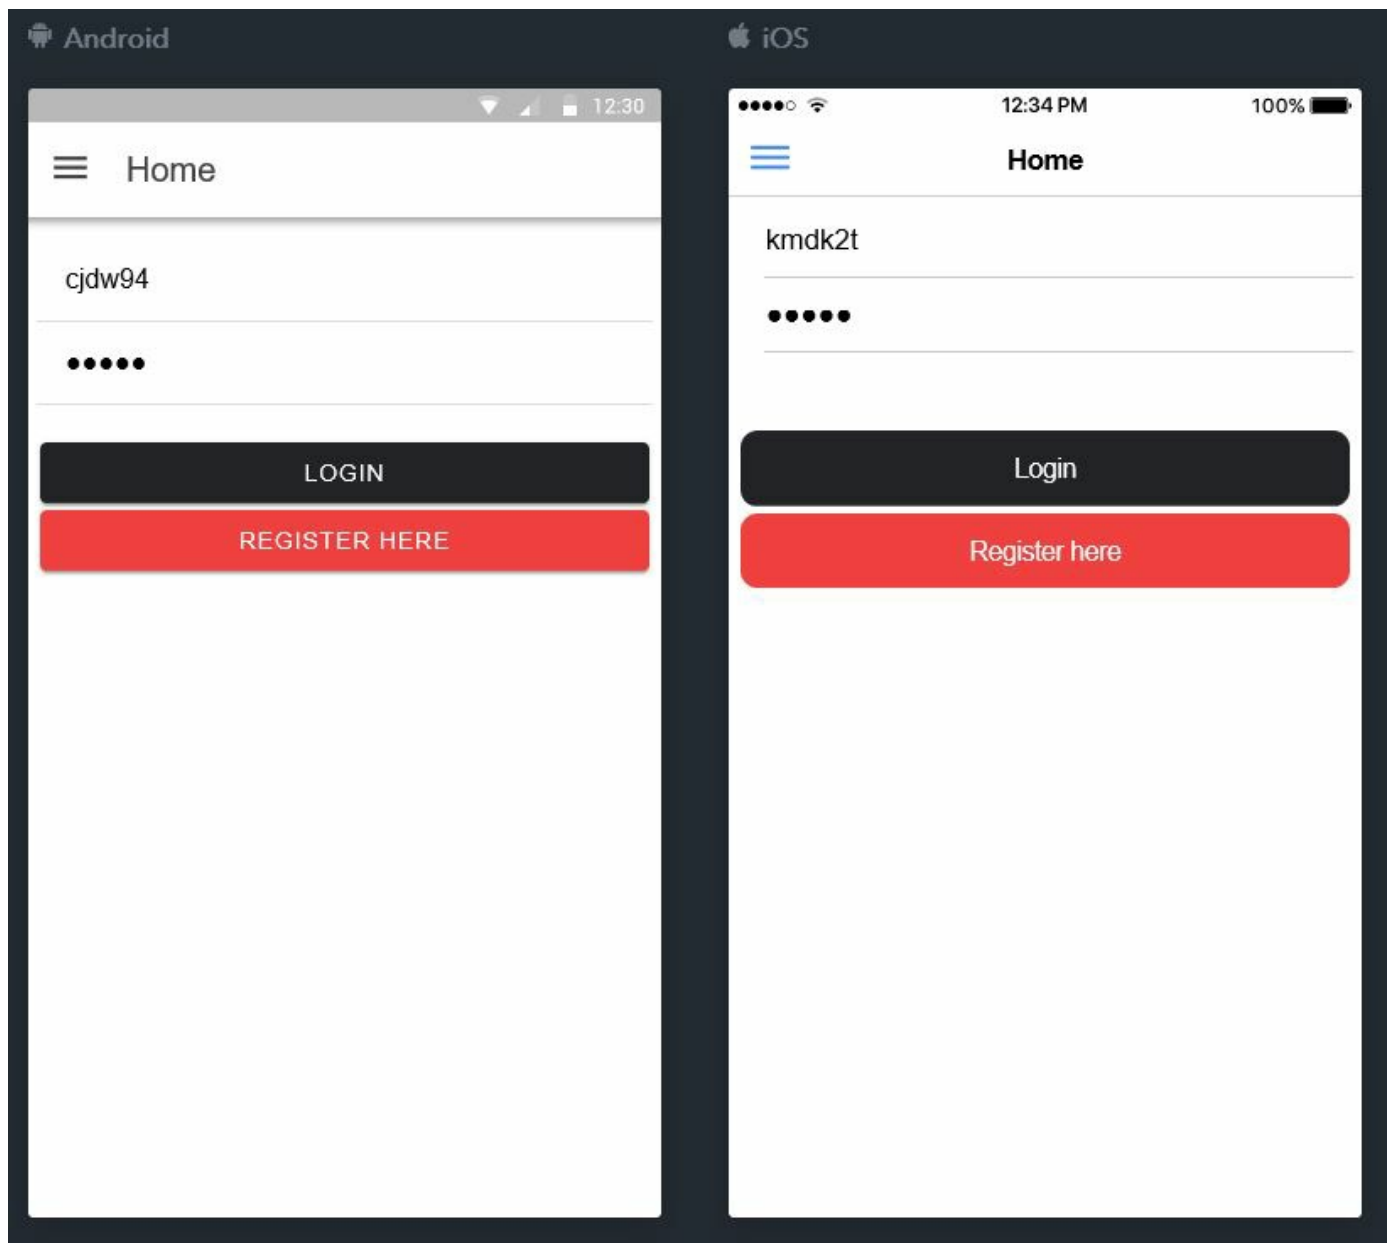 Android
12:30
Home
cjdw94
•••••
LOGIN
REGISTER HERE
iOS
12:34 PM 100%
Home
kmdk2t
•••••
Login
Register here